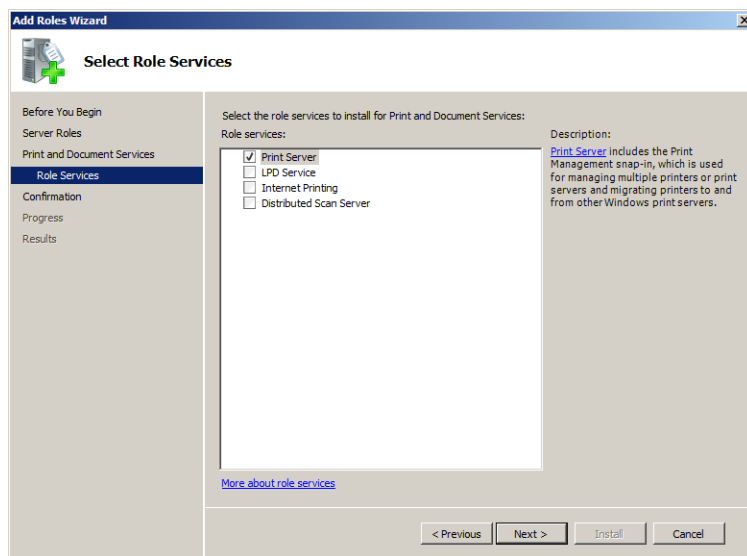 Add Roles Wizard
Select Role Services
Before You Begin
Server Roles
Print and Document Services
Role Services
Confirmation
Progress
Results
Select the role services to install for Print and Document Services:
Role services:
Print Server
LPD Service
Internet Printing
Distributed Scan Server
More about role services
Description:
Print Server includes the Print
Management snap-in, which is used
for managing multiple printers or print
servers and migrating printers to and
from other Windows print servers.
< Previous
Next >
Install
Cancel